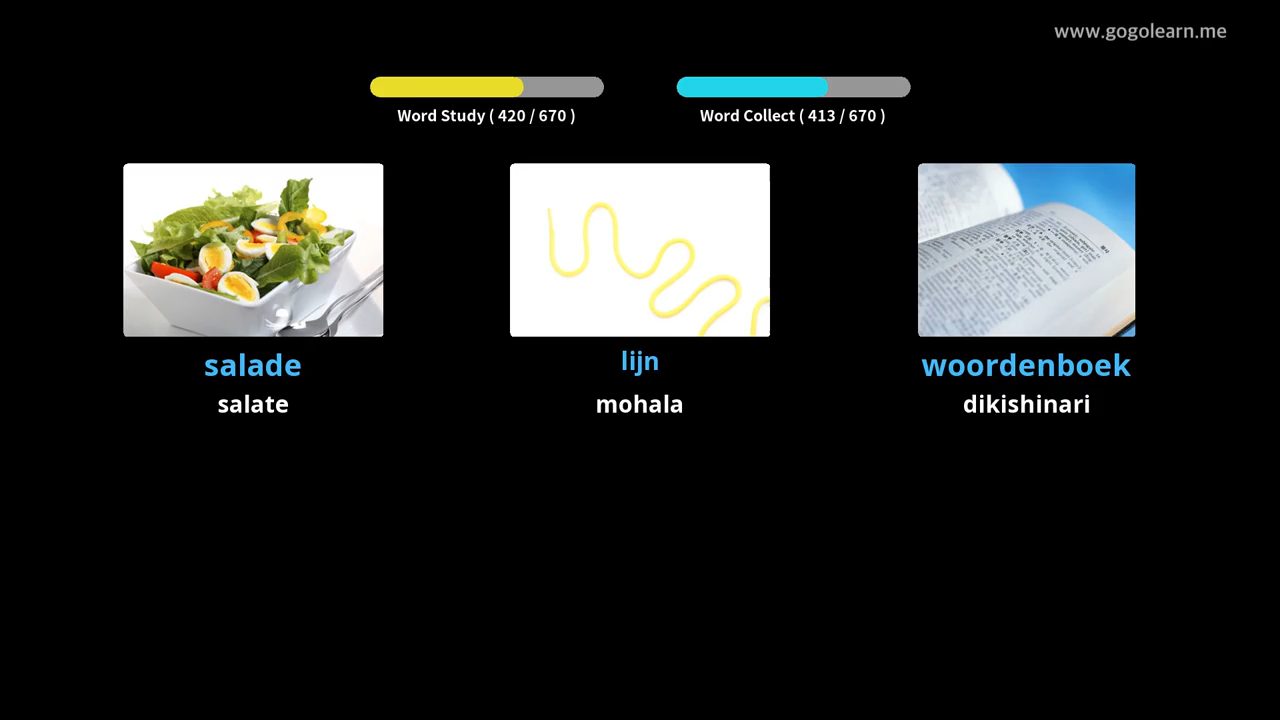 www.gogolearn.me
Word Study ( 420 / 670 )
Word Collect ( 413 / 670 )
salade
lijn
woordenboek
salate
mohala
dikishinari